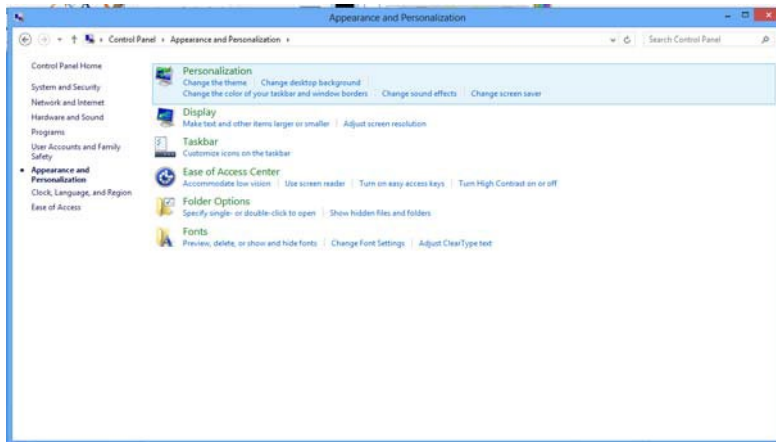 Appearance and Personalization
Control Panel Appearance and Personalization
Search Control Panel
Control Panel Home
System and Security
Network and Internet
Hardware and Sound
Programs
User Accounts and Family
Safety
Appearance and
Personalization
Clock, Language, and Region
Ease of Access
Personalization
Change the theme Change desktop background
Change the color of your taskbar and window borders Change sound effects Change screen saver
Display
Make text and other items larger or smaller Adjust screen resolution
Taskbar
Customize icons on the taskbar
Ease of Access Center
Accommodate low vision Use screen reader Turn on easy access keys Turn High Contrast on or off
Folder Options
Specify single- or double-click to open Show hidden files and folders
Fonts
Preview, delete, or show and hide fonts Change Font Settings Adjust ClearType text